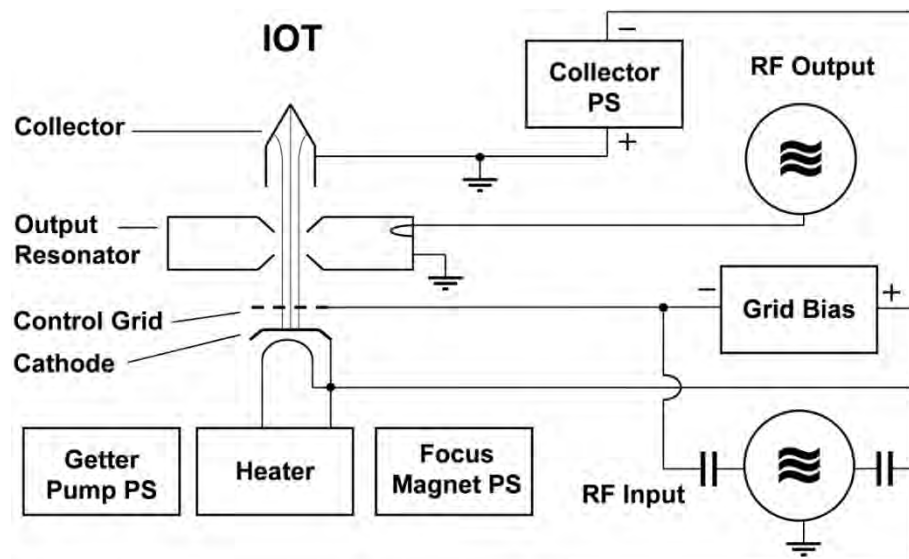 IOT
Collector
Output
Resonator
Control Grid
Cathode
Getter
Pump PS
Heater
Focus
Magnet PS
−
Collector
PS
+
RF Output
−
Grid Bias
+
RF Input